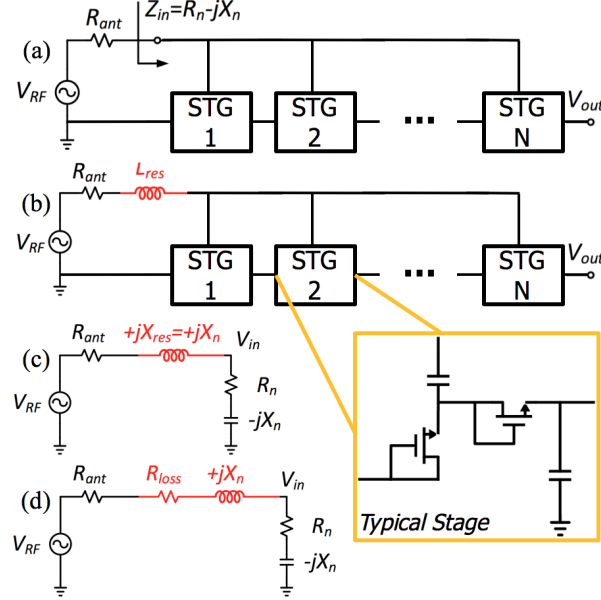 (a)
R_ant
Z_in=R_n-jX_n
V_RF
STG 1
STG 2
...
STG N
V_out
(b)
R_ant
L_res
V_RF
STG 1
STG 2
...
STG N
V_out
(c)
R_ant
+jX_res=+jX_n
V_in
V_RF
R_n
-jX_n
(d)
R_ant
R_loss
+jX_n
V_in
V_RF
R_n
-jX_n
Typical Stage